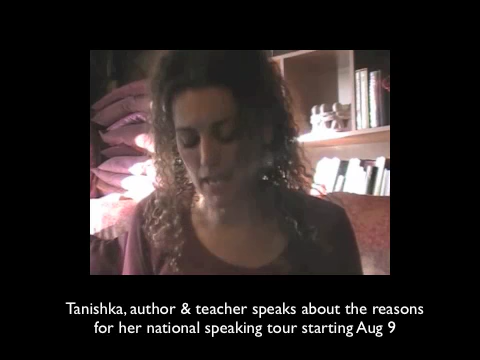 Tanishka, author & teacher speaks about the reasons
for her national speaking tour starting Aug 9